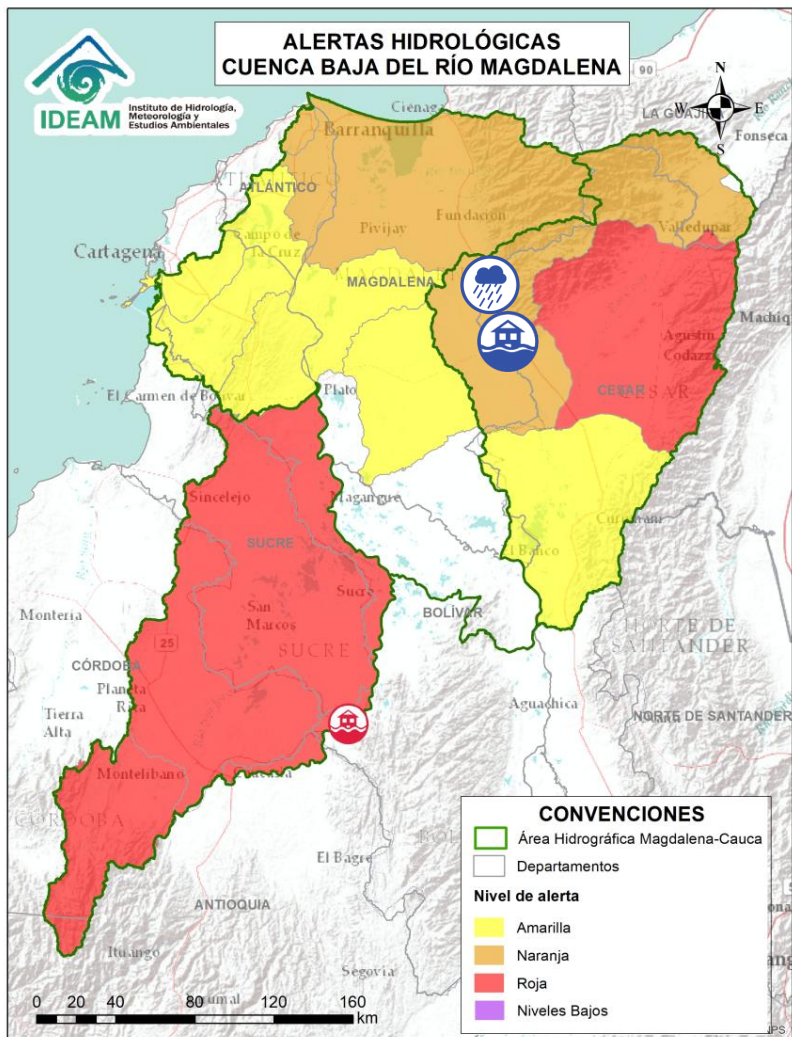 ALERTAS HIDROLÓGICAS
CUENCA BAJA DEL RÍO MAGDALENA
IDEAM
Instituto de Hidrología,
Meteorología y
Estudios Ambientales
N
W
E
S
90
Cienaga
LA GUAJIRA
Fonseca
Barranquilla
ATLÁNTICO
Fundacion
Pivijay
Valledupar
Campo de
la Cruz
Cartagena
MAGDALENA
Agustin
Codazzi
El Carmen de Bolivar
Plato
CESAR
Sincelejo
Magangue
SUCRE
El Banco
Sucre
San
Marcos
SUCRE
BOLÍVAR
Monteria
25
CÓRDOBA
Planeta
Rica
NORTE DE
SANTANDER
Tierra
Alta
Aguachica
NORTE DE SANTANDER
Montelibano
CORDOBA
El Bagre
ANTIOQUIA
Ituango
Segovia
0 20 40 80 120 160
km
CONVENCIONES
Área Hidrográfica Magdalena-Cauca
Departamentos
Nivel de alerta
Amarilla
Naranja
Roja
Niveles Bajos